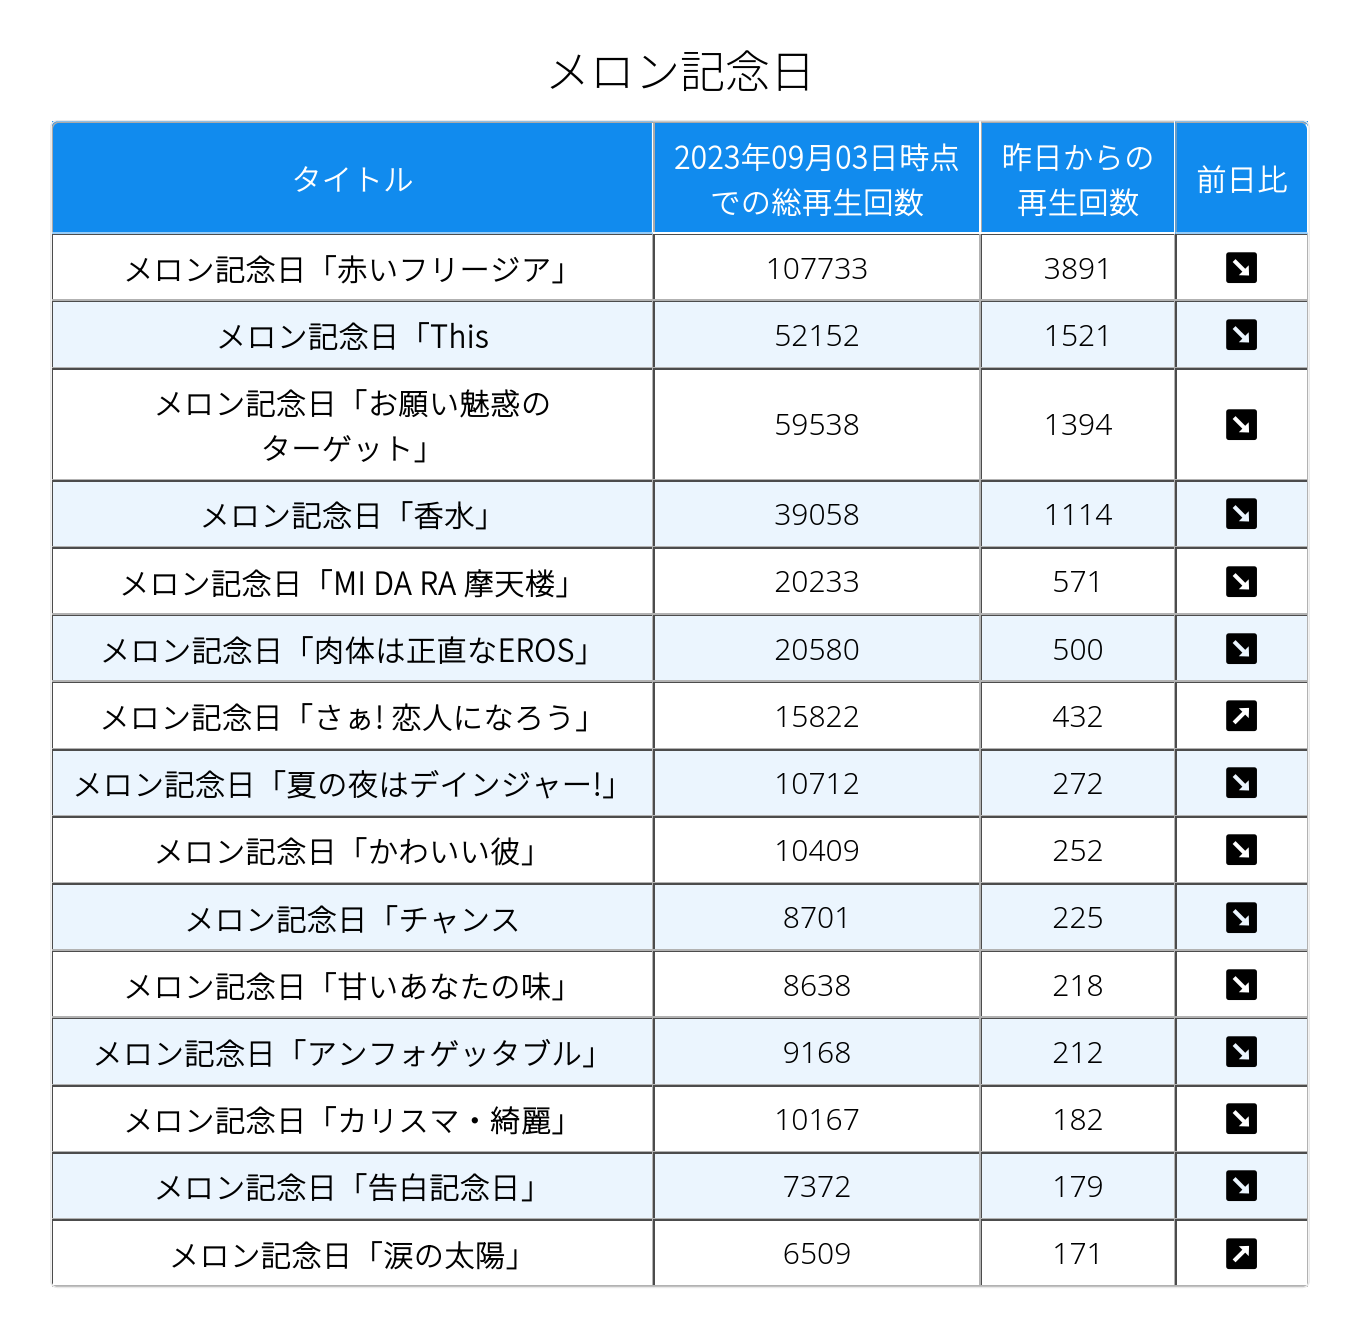 メロン記念日
タイトル
2023年09月03日時点
での総再生回数
昨日からの
再生回数
前日比
メロン記念日「赤いフリージア」 107733 3891
メロン記念日「This 52152 1521
メロン記念日「お願い魅惑の
ターゲット」 59538 1394
メロン記念日「香水」 39058 1114
メロン記念日「MI DA RA 摩天楼」 20233 571
メロン記念日「肉体は正直なEROS」 20580 500
メロン記念日「さぁ! 恋人になろう」 15822 432
メロン記念日「夏の夜はデインジャー!」 10712 272
メロン記念日「かわいい彼」 10409 252
メロン記念日「チャンス 8701 225
メロン記念日「甘いあなたの味」 8638 218
メロン記念日「アンフォゲッタブル」 9168 212
メロン記念日「カリスマ・綺麗」 10167 182
メロン記念日「告白記念日」 7372 179
メロン記念日「涙の太陽」 6509 171